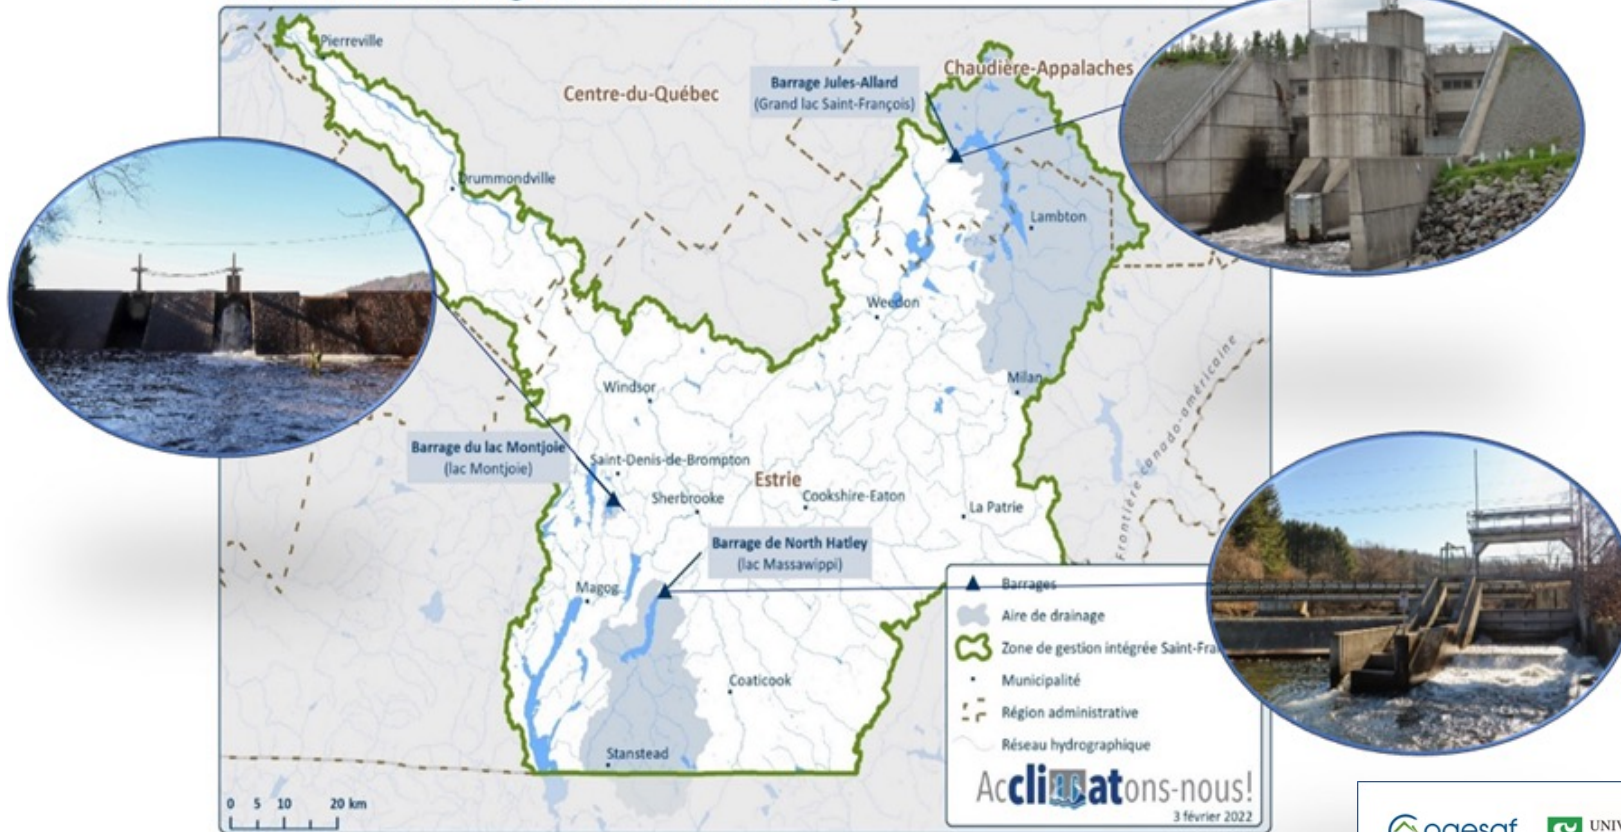 Pierreville
Centre-du-Québec
Barrage Jules-Allard
(Grand lac Saint-François)
Chaudière-Appalaches
Drummondville
Lambton
Weedon
Windsor
Milan
Barrage du lac Montjoie
(lac Montjoie)
Saint-Denis-de-Brompton
Estrie
Sherbrooke
Cookshire-Eaton
La Patrie
Frontière canado-américaine
Barrage de North Hatley
(lac Massawippi)
Magog
Coaticook
Stanstead
Barrages
Aire de drainage
Zone de gestion intégrée Saint-Fra
Municipalité
Région administrative
Réseau hydrographique
Acclimatons-nous!
3 février 2022
0 5 10 20 km